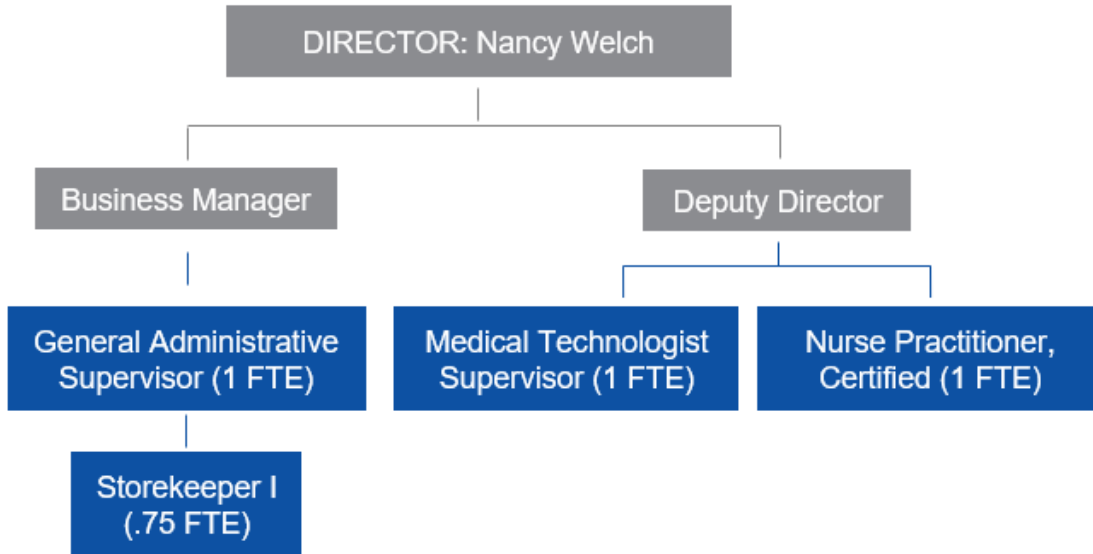 DIRECTOR: Nancy Welch
Business Manager
Deputy Director
General Administrative
Supervisor (1 FTE)
Medical Technologist
Supervisor (1 FTE)
Nurse Practitioner,
Certified (1 FTE)
Storekeeper I
(.75 FTE)